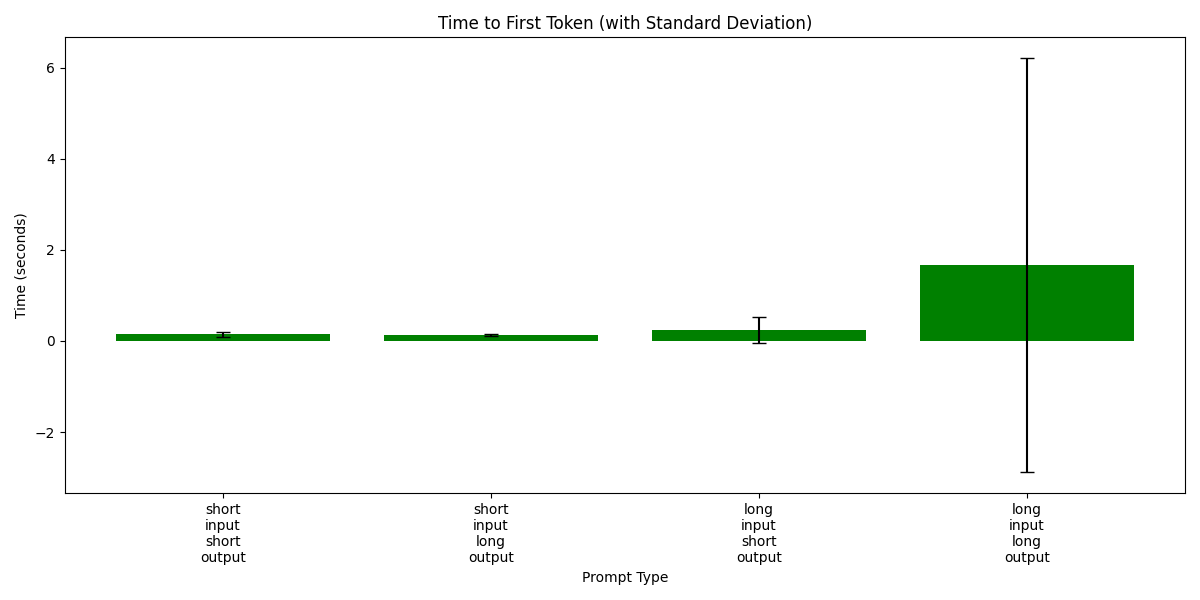 Time to First Token (with Standard Deviation)
Time (seconds)
6
4
2
0
−2
short
input
short
output
short
input
long
output
long
input
short
output
long
input
long
output
Prompt Type